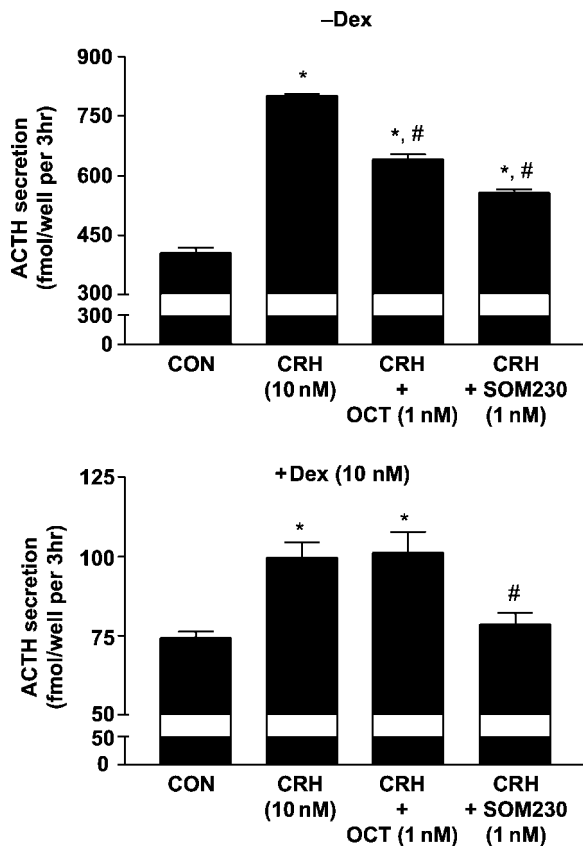 –Dex
ACTH secretion
(fmol/well per 3hr)
900
750
600
450
300
300
0
*
*, #
*, #
CON
CRH
(10 nM)
CRH
+
OCT (1 nM)
CRH
+ SOM230
(1 nM)
+Dex (10 nM)
ACTH secretion
(fmol/well per 3hr)
125
100
75
50
50
0
*
*
#
CON
CRH
(10 nM)
CRH
+
OCT (1 nM)
CRH
+ SOM230
(1 nM)